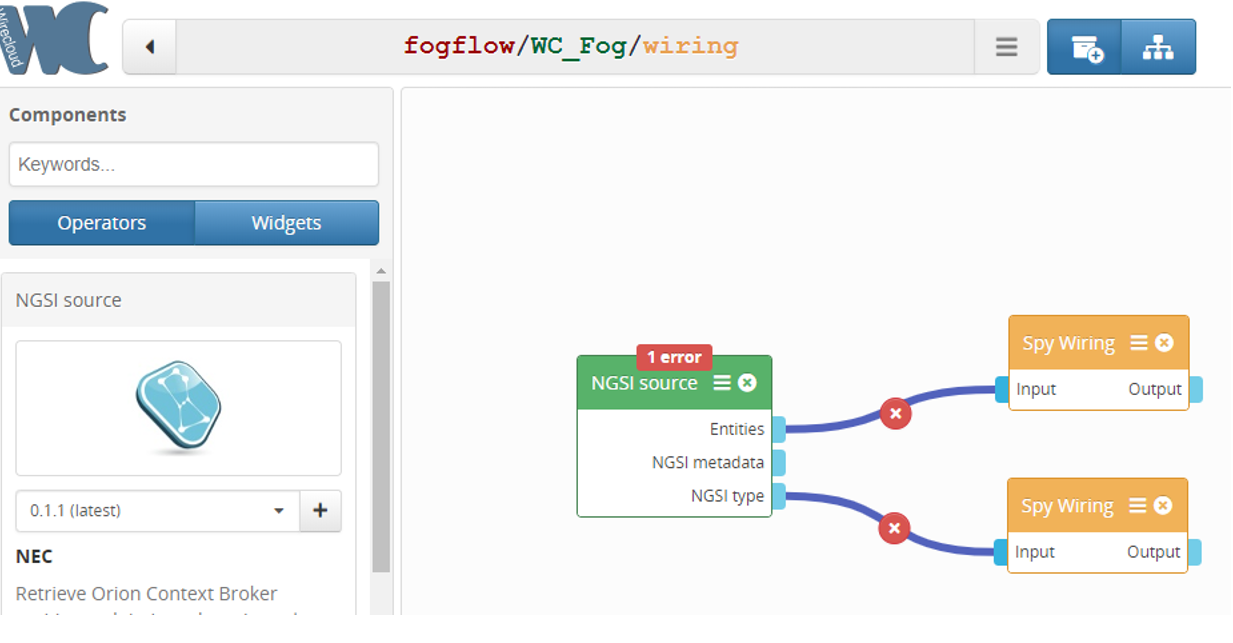 Wirecloud
WC
fogflow/WC_Fog/wiring
Components
Keywords...
Operators
Widgets
NGSI source
0.1.1 (latest)
+
NEC
Retrieve Orion Context Broker
1 error
NGSI source
Entities
NGSI metadata
NGSI type
Spy Wiring
Input Output
Spy Wiring
Input Output